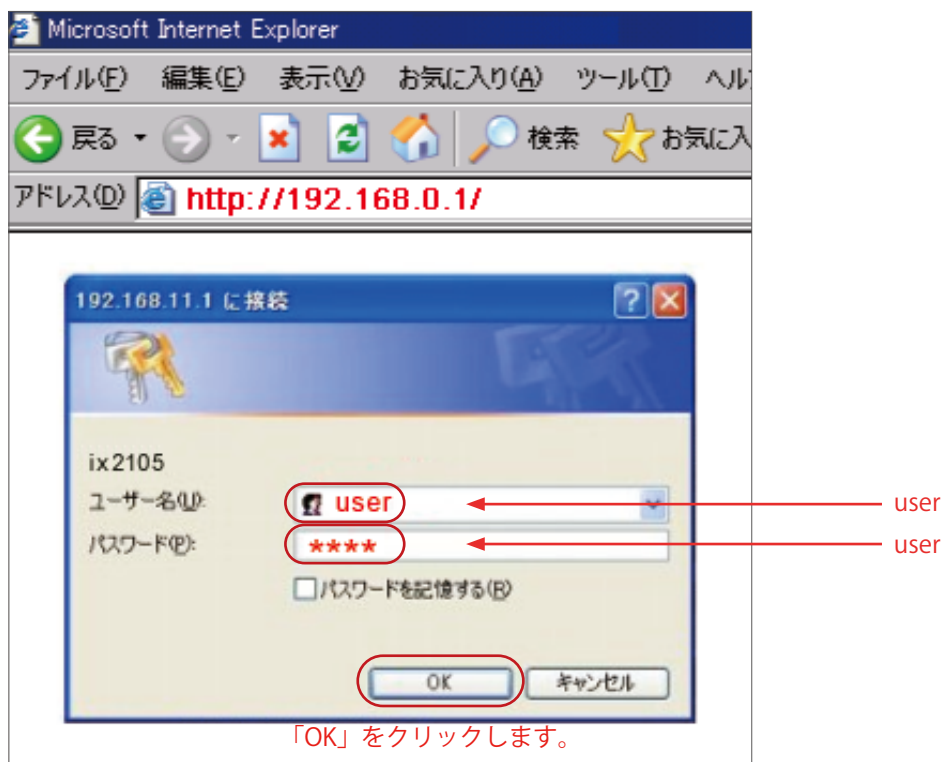 Microsoft Internet Explorer
ファイル(F) 編集(E) 表示(V) お気に入り(A) ツール(T) ヘル
戻る 検索 お気に入
アドレス(D) http://192.168.0.1/
192.168.11.1 に接続
ix2105
ユーザー名(U): user user
パスワード(P): **** user
パスワードを記憶する(R)
OK キャンセル
「OK」をクリックします。